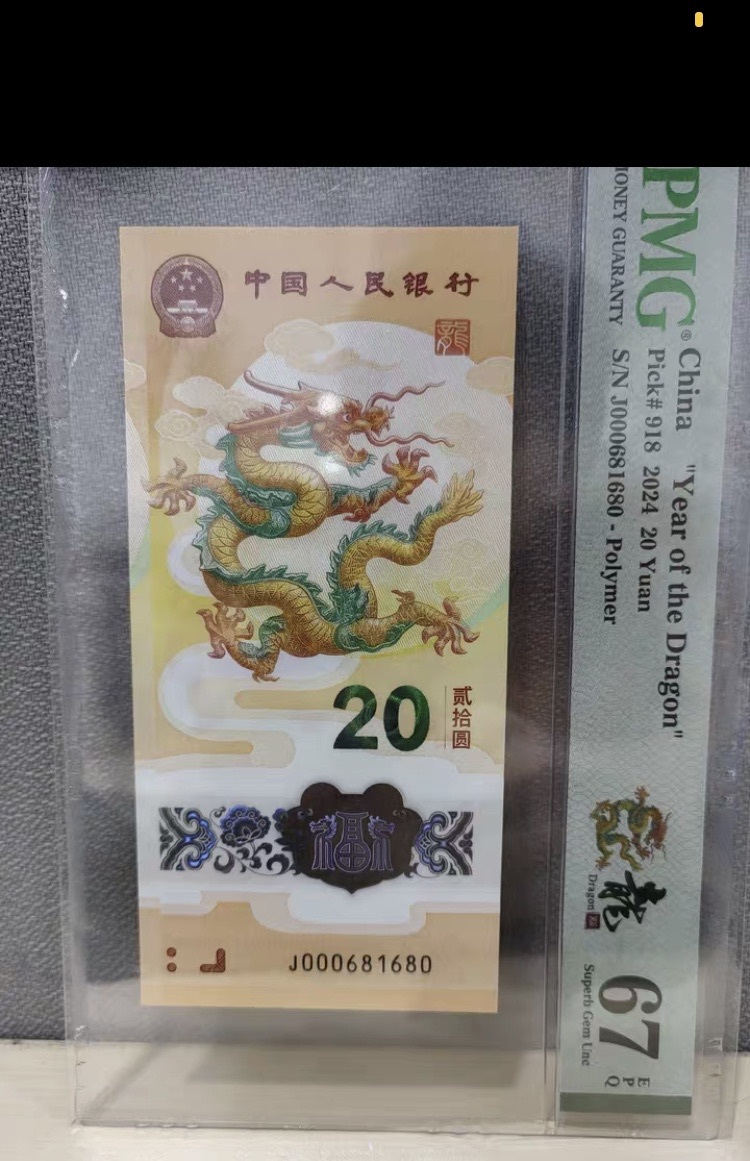 中国人民银行
龍
20
贰拾圆
福
J000681680
PMG®
MONEY GUARANTY
China "Year of the Dragon"
Pick# 918 2024 20 Yuan
S/N J000681680 - Polymer
龍
Dragon
67 EPQ
Superb Gem Unc